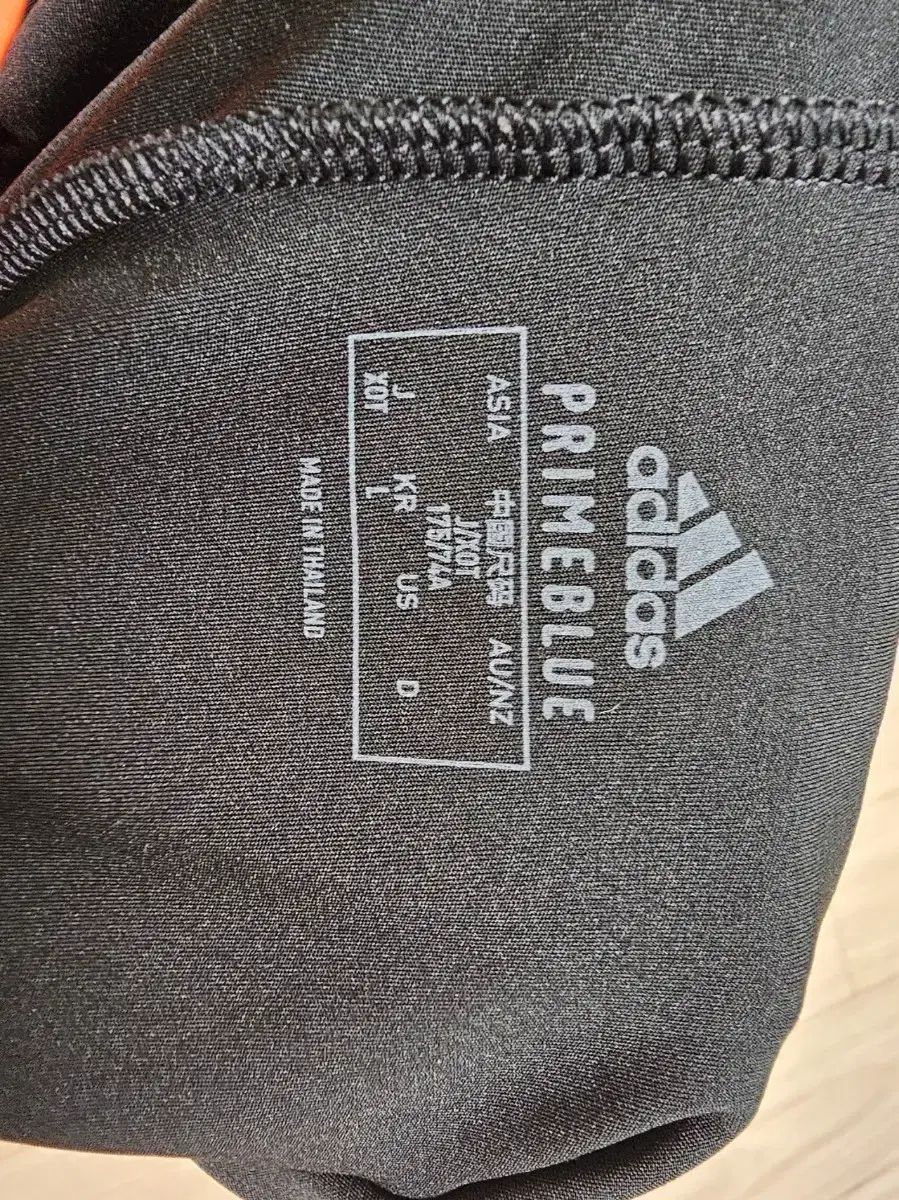 adidas
PRIMEBLUE
ASIA 中国尺码 AU/NZ
J/XOT
175/74A
J KR US D
XOT L
MADE IN THAILAND